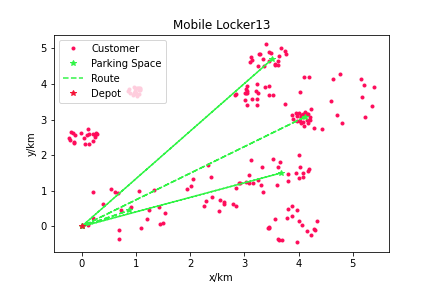 Mobile Locker13
Customer
Parking Space
Route
Depot
y/km
5
4
3
2
1
0
0 1 2 3 4 5
x/km